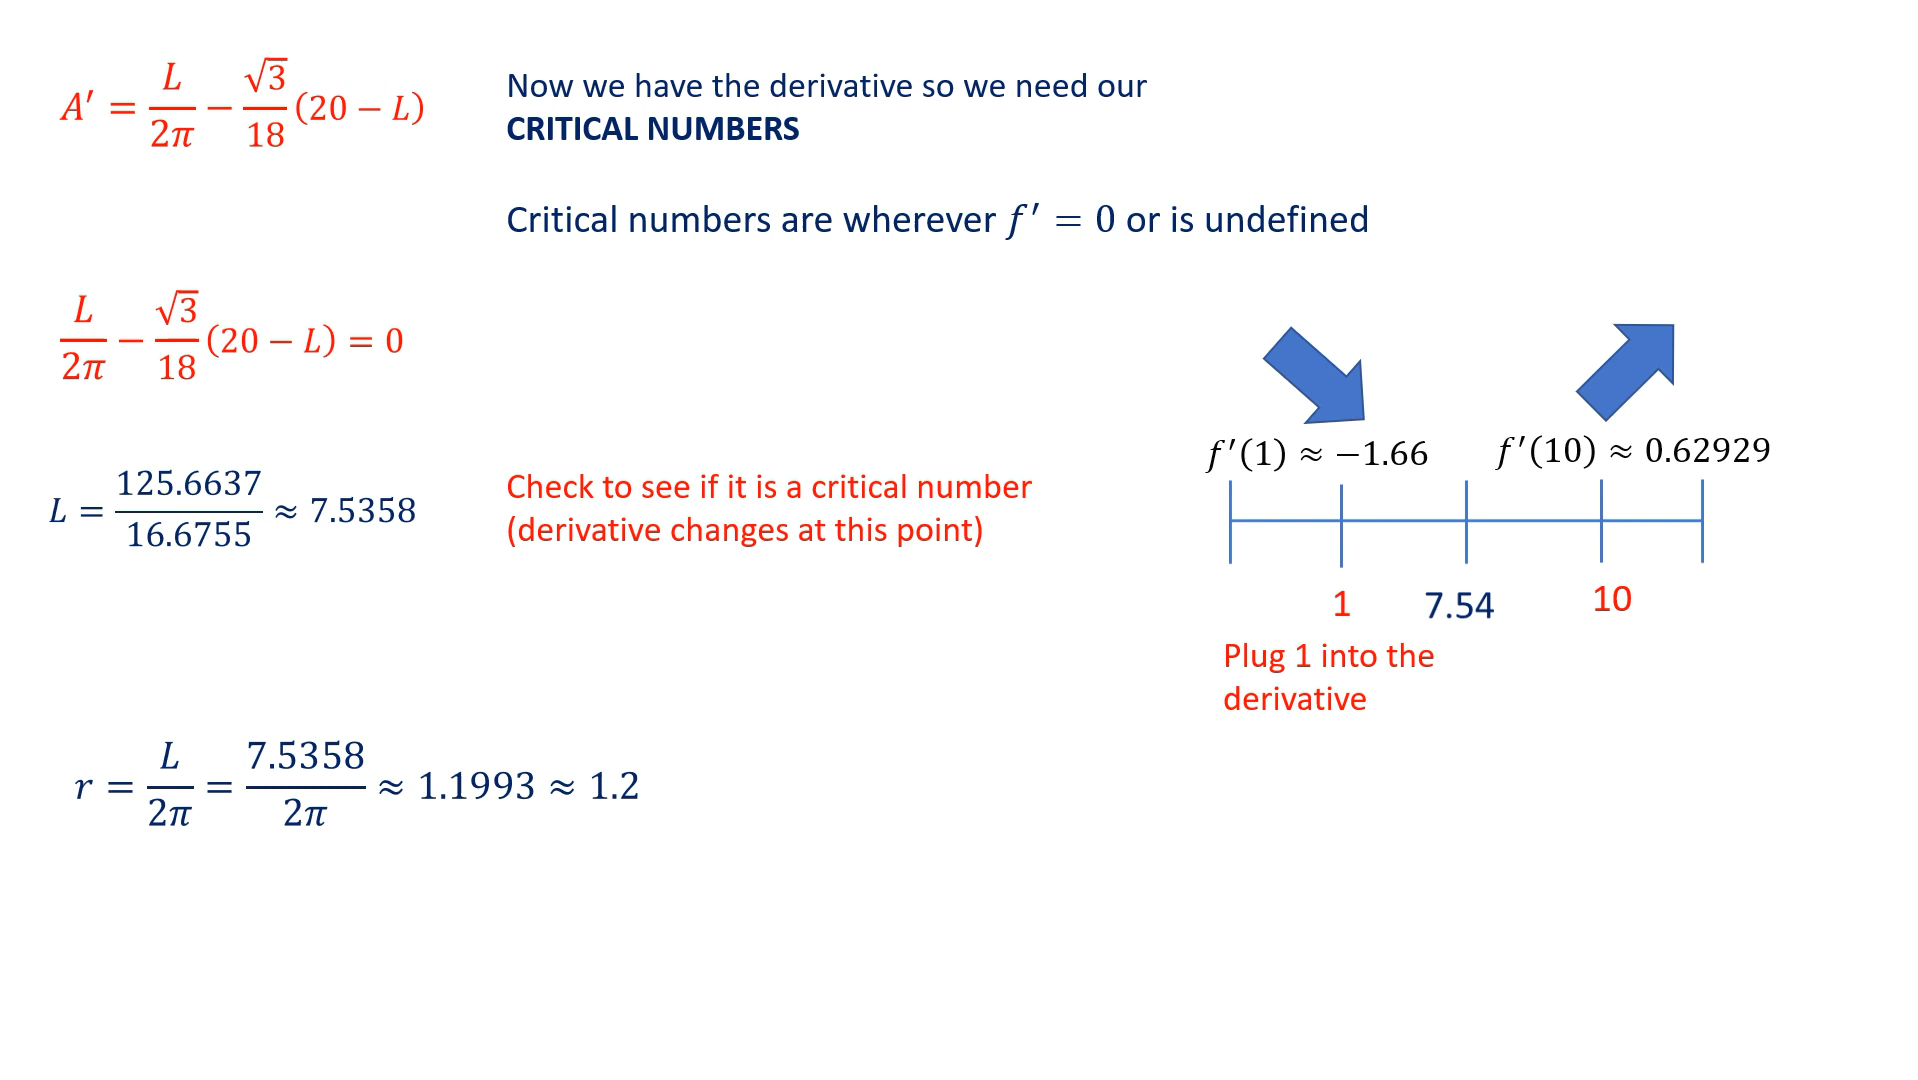 A′ = L/2π − √3/18 (20 − L)
Now we have the derivative so we need our
CRITICAL NUMBERS
Critical numbers are wherever f′ = 0 or is undefined
L/2π − √3/18 (20 − L) = 0
f′(1) ≈ −1.66 f′(10) ≈ 0.62929
L = 125.6637/16.6755 ≈ 7.5358
Check to see if it is a critical number
(derivative changes at this point)
1 7.54 10
Plug 1 into the
derivative
r = L/2π = 7.5358/2π ≈ 1.1993 ≈ 1.2